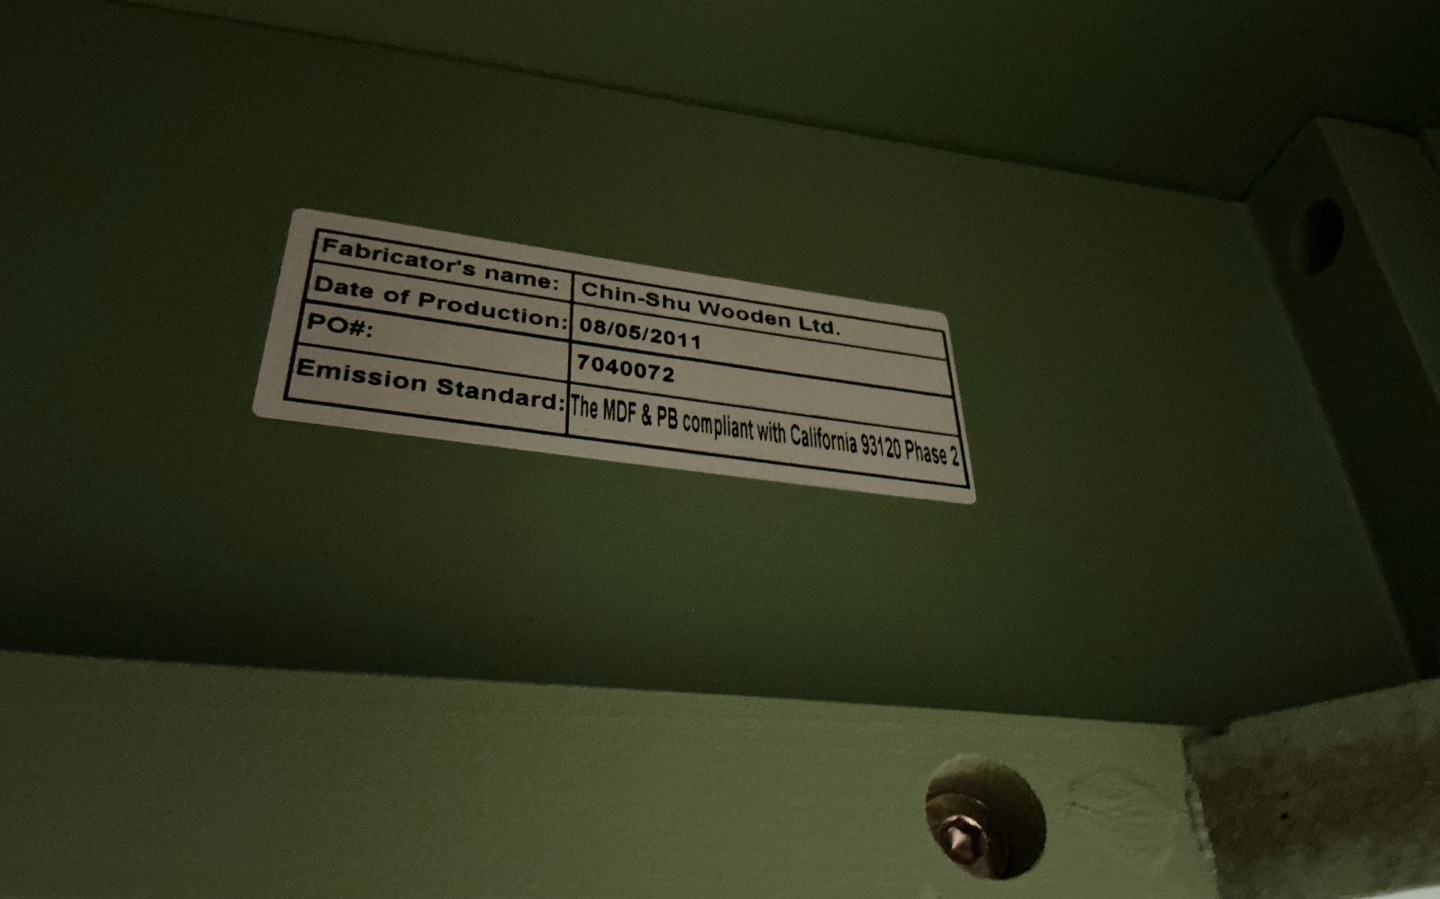 Fabricator's name: Chin-Shu Wooden Ltd.
Date of Production: 08/05/2011
PO#: 7040072
Emission Standard: The MDF & PB compliant with California 93120 Phase 2